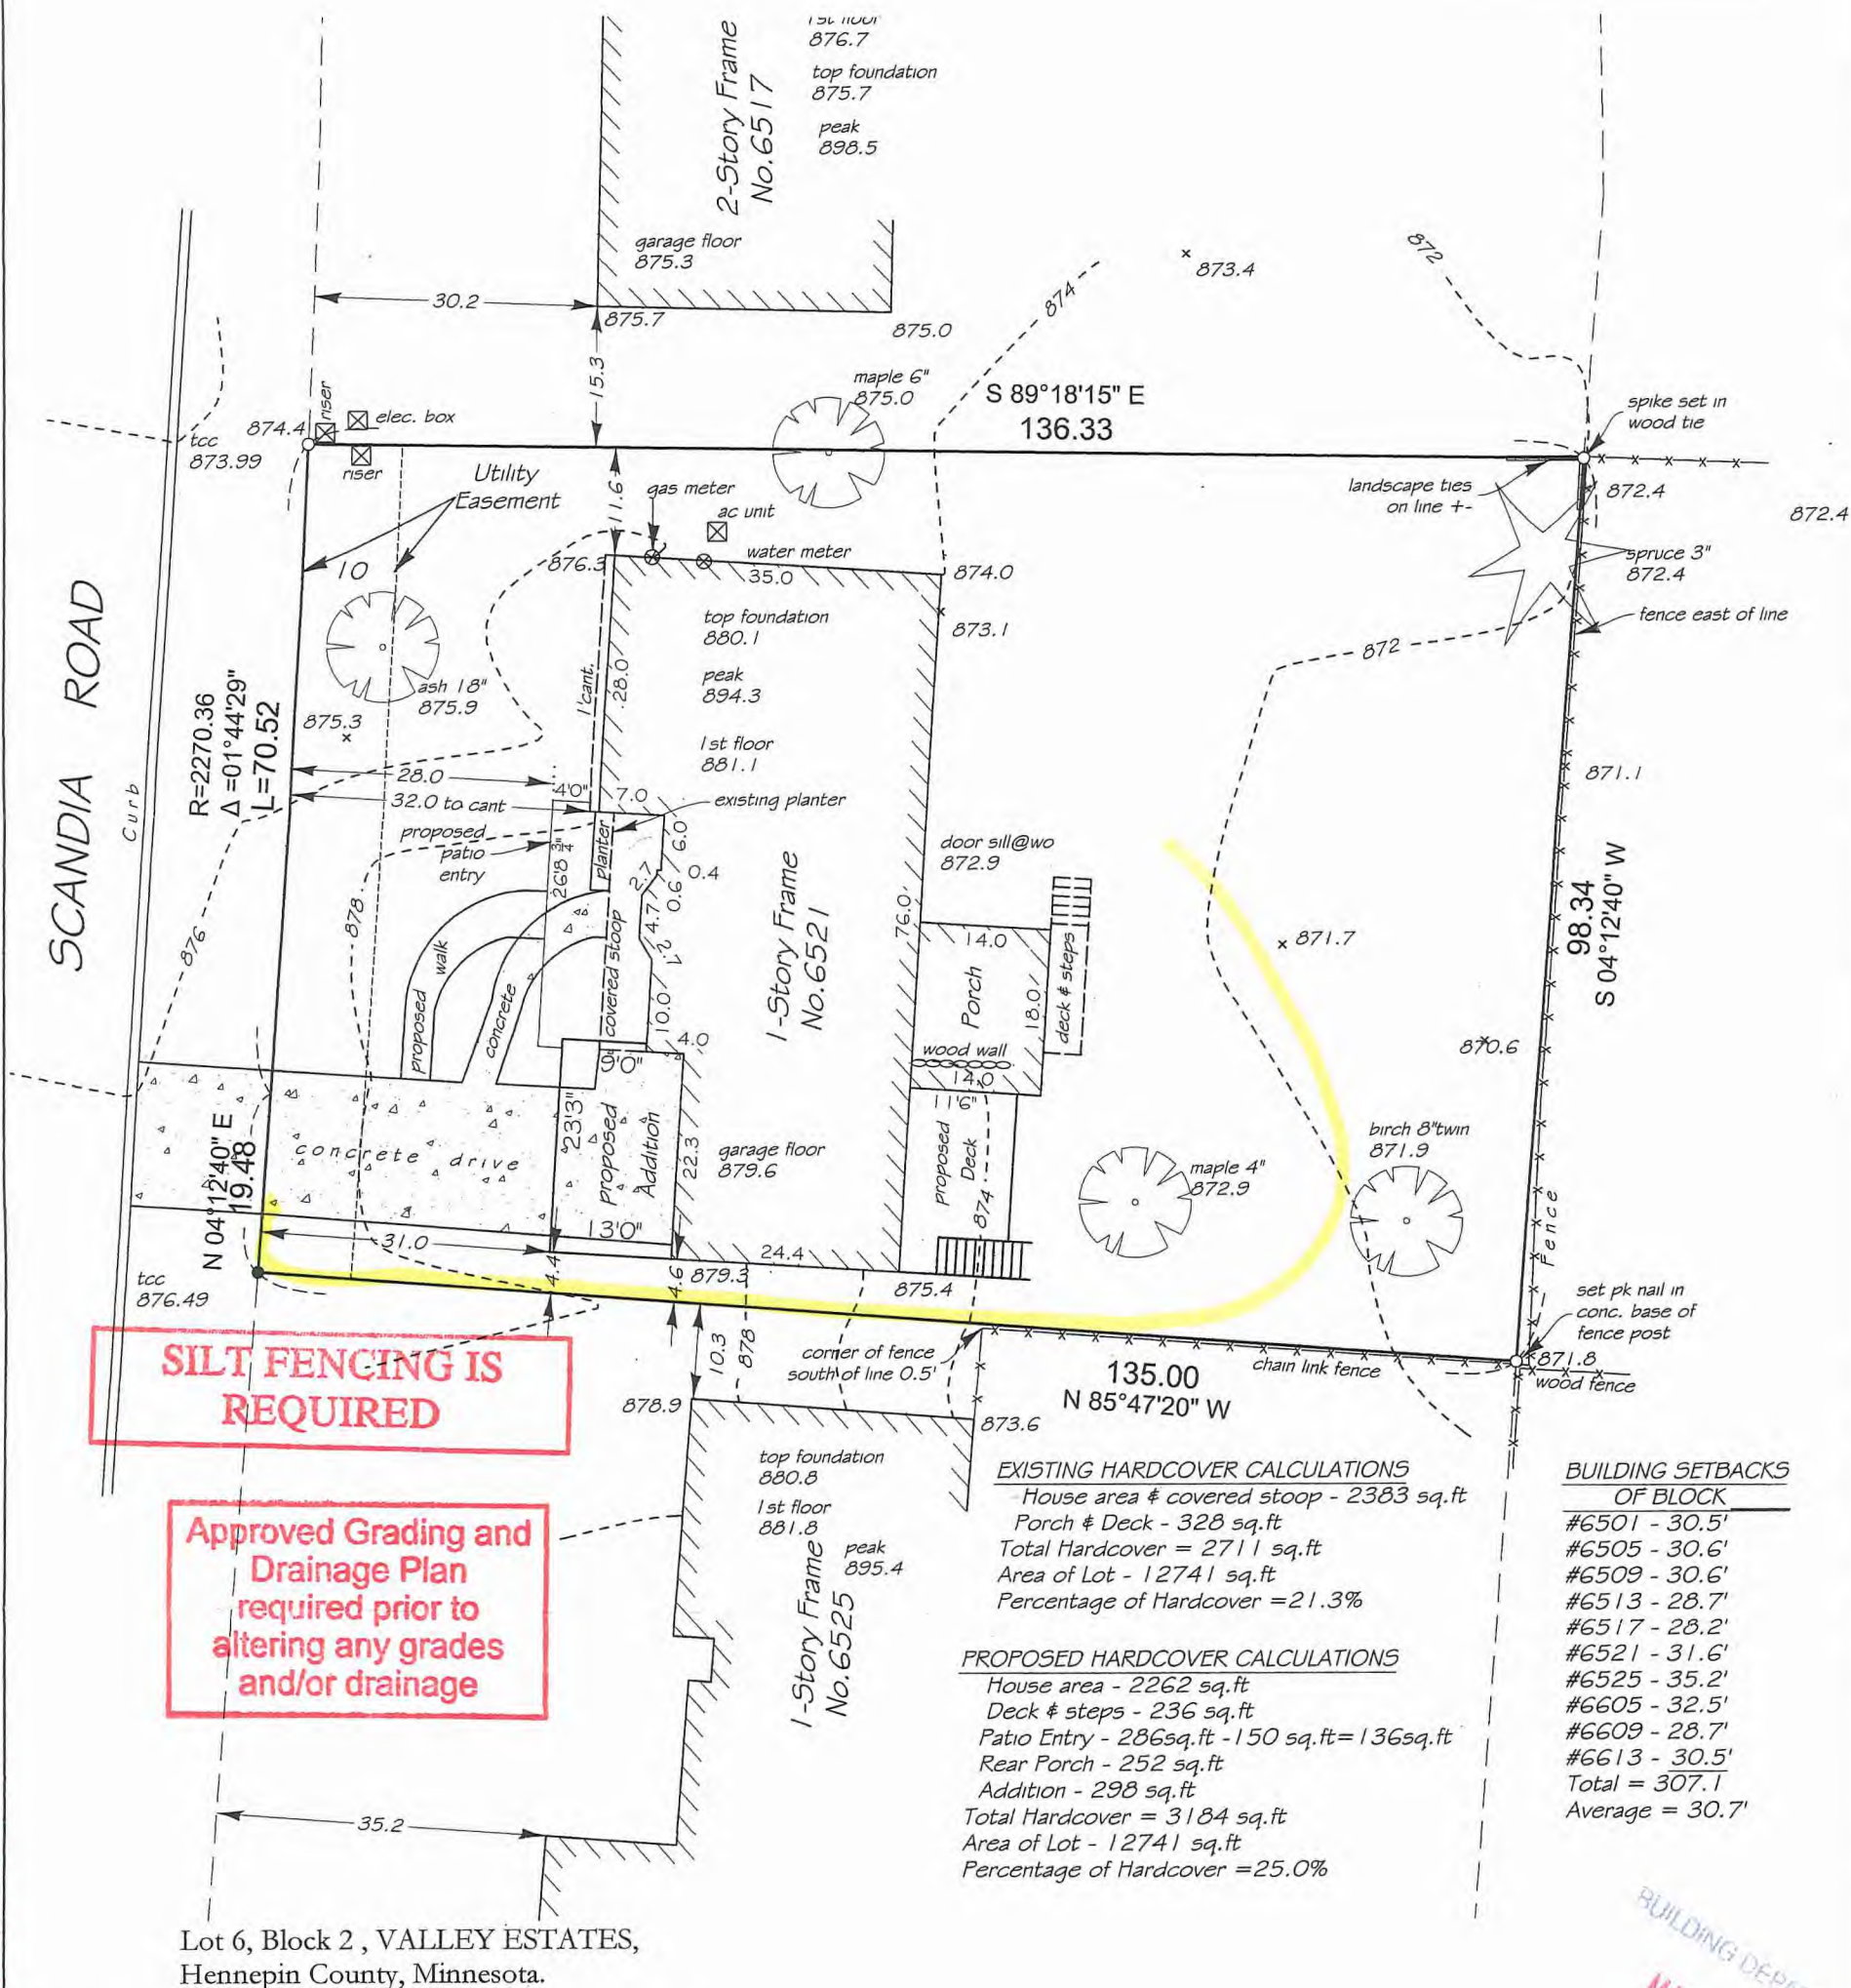 876.7
top foundation
875.7
peak
898.5
2-Story Frame
No.6517
garage floor
875.3
30.2
875.7
875.0
15.3
874
873.4
872
maple 6"
875.0
S 89°18'15" E
136.33
spike set in
wood tie
riser
elec. box
874.4
tcc
873.99
riser
Utility
Easement
10
11.6
gas meter
ac unit
water meter
876.3
35.0
874.0
873.1
landscape ties
on line +-
872.4
872.4
spruce 3"
872.4
fence east of line
872
SCANDIA ROAD
Curb
R=2270.36
Δ =01°44'29"
L=70.52
ash 18"
875.9
875.3
1'cant.
28.0
top foundation
880.1
peak
894.3
1st floor
881.1
28.0
4'0"
7.0
32.0 to cant
existing planter
proposed
patio
entry
26'8 3/4"
planter
6.0
0.4
2.7
0.6
4.7
1.2
covered stoop
10.0
4.0
878
876
proposed
walk
concrete
1-Story Frame
No.6521
76.0
door sill@wo
872.9
14.0
Porch
18.0
deck & steps
wood wall
14.0
11'6"
proposed
Deck
874
871.1
871.7
870.6
98.34
S 04°12'40" W
9'0"
23'3"
proposed
Addition
22.3
garage floor
879.6
concrete drive
N 04°12'40" E
19.48
31.0
13'0"
24.4
4.4
4.6
879.3
875.4
maple 4"
872.9
birch 8"twin
871.9
Fence
tcc
876.49
set pk nail in
conc. base of
fence post
871.8
wood fence
SILT FENCING IS
REQUIRED
10.3
878
corner of fence
south of line 0.5'
135.00
N 85°47'20" W
chain link fence
878.9
873.6
top foundation
880.8
1st floor
881.8
peak
895.4
1-Story Frame
No.6525
Approved Grading and
Drainage Plan
required prior to
altering any grades
and/or drainage
35.2
EXISTING HARDCOVER CALCULATIONS
House area & covered stoop - 2383 sq.ft
Porch & Deck - 328 sq.ft
Total Hardcover = 2711 sq.ft
Area of Lot - 12741 sq.ft
Percentage of Hardcover =21.3%
PROPOSED HARDCOVER CALCULATIONS
House area - 2262 sq.ft
Deck & steps - 236 sq.ft
Patio Entry - 286sq.ft -150 sq.ft=136sq.ft
Rear Porch - 252 sq.ft
Addition - 298 sq.ft
Total Hardcover = 3184 sq.ft
Area of Lot - 12741 sq.ft
Percentage of Hardcover =25.0%
BUILDING SETBACKS
OF BLOCK
#6501 - 30.5'
#6505 - 30.6'
#6509 - 30.6'
#6513 - 28.7'
#6517 - 28.2'
#6521 - 31.6'
#6525 - 35.2'
#6605 - 32.5'
#6609 - 28.7'
#6613 - 30.5'
Total = 307.1
Average = 30.7'
Lot 6, Block 2 , VALLEY ESTATES,
Hennepin County, Minnesota.
BUILDING